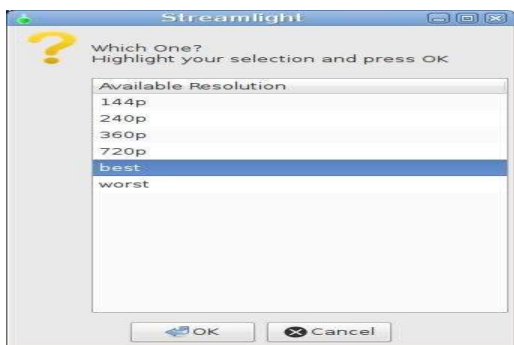 Streamlight
Which One?
Highlight your selection and press OK
Available Resolution
144p
240p
360p
720p
best
worst
OK
Cancel